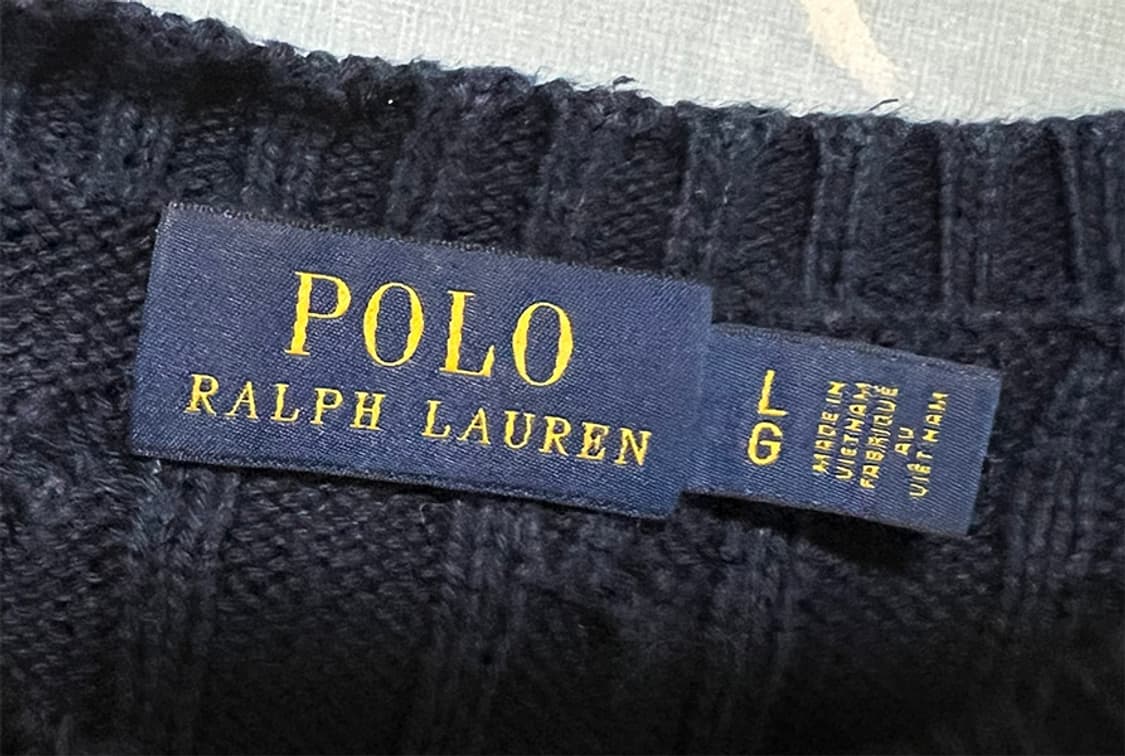 POLO
RALPH LAUREN
L
G
MADE IN
VIETNAM
FABRIQUÉ
AU
VIÊT NAM